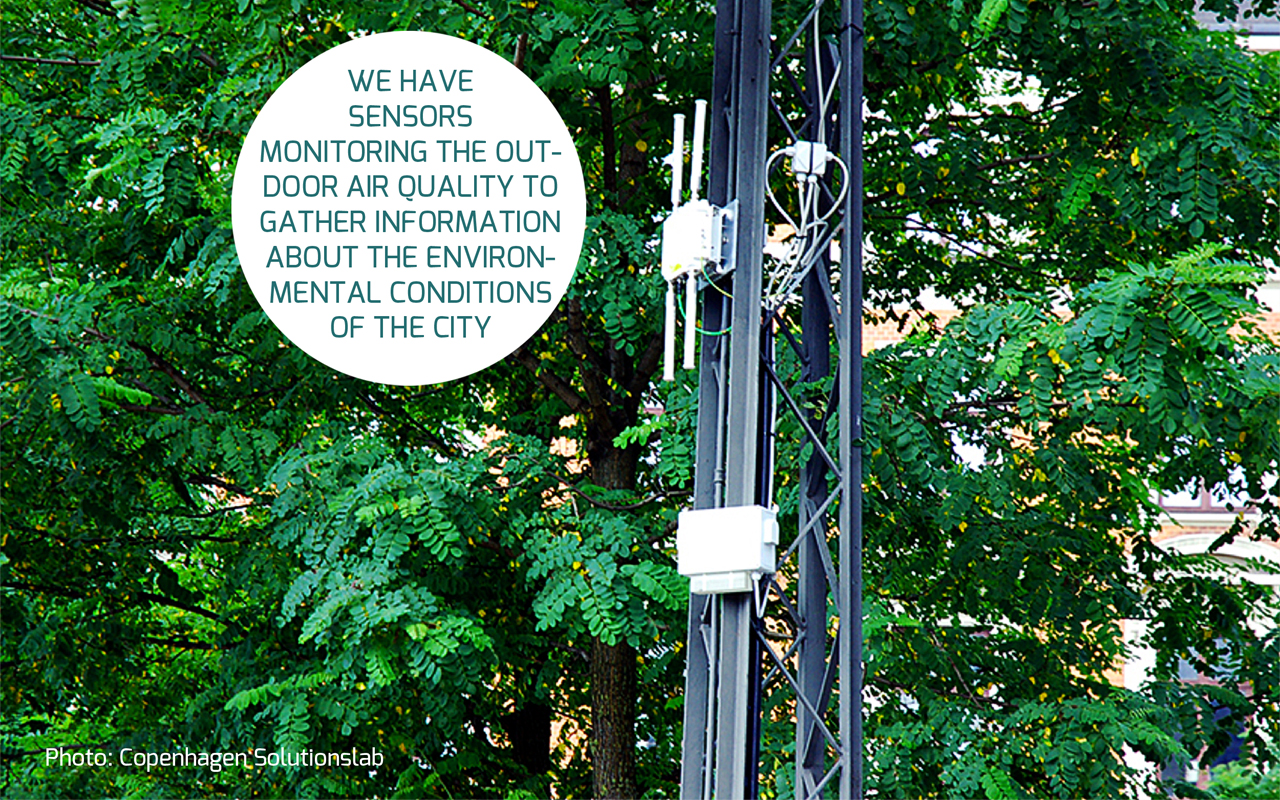 WE HAVE
SENSORS
MONITORING THE OUT-
DOOR AIR QUALITY TO
GATHER INFORMATION
ABOUT THE ENVIRON-
MENTAL CONDITIONS
OF THE CITY
Photo: Copenhagen Solutionslab